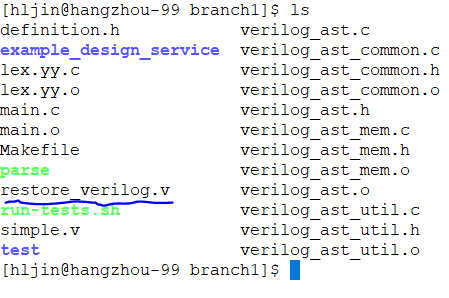 [hljin@hangzhou-99 branch1]$ ls
definition.h verilog_ast.c
example_design_service verilog_ast_common.c
lex.yy.c verilog_ast_common.h
lex.yy.o verilog_ast_common.o
main.c verilog_ast.h
main.o verilog_ast_mem.c
Makefile verilog_ast_mem.h
parse verilog_ast_mem.o
restore_verilog.v verilog_ast.o
run-tests.sh verilog_ast_util.c
simple.v verilog_ast_util.h
test verilog_ast_util.o
[hljin@hangzhou-99 branch1]$